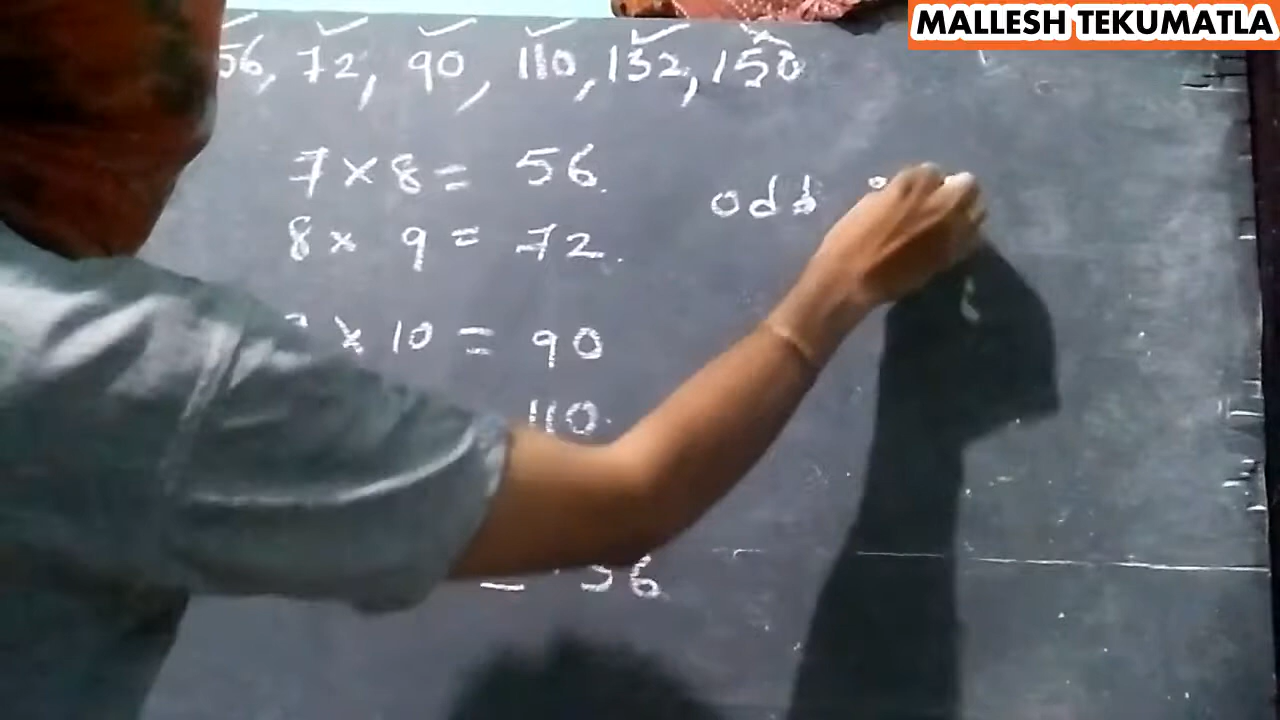 MALLESH TEKUMATLA
56, 72, 90, 110, 132, 150
7 × 8 = 56.
8 × 9 = 72.
odd
× 10 = 90
110.
= 56